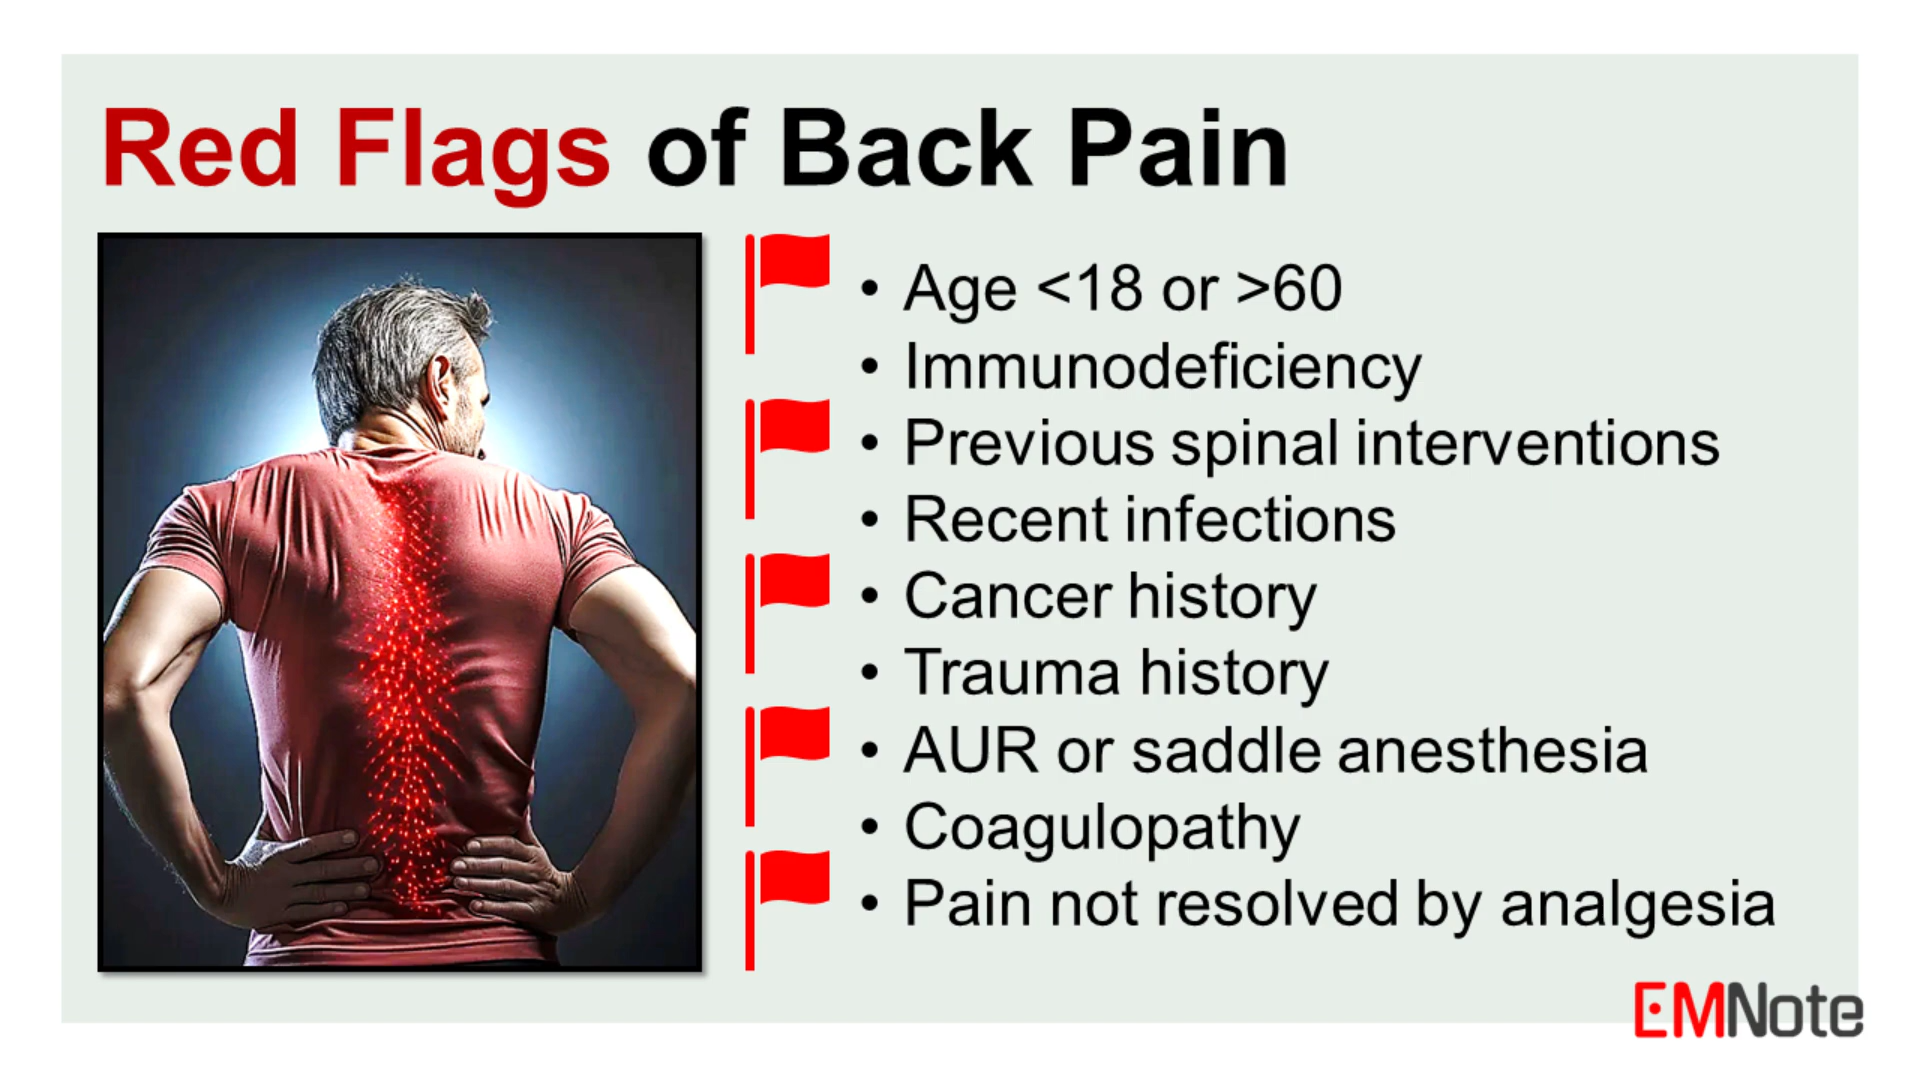 Red Flags of Back Pain
• Age <18 or >60
• Immunodeficiency
• Previous spinal interventions
• Recent infections
• Cancer history
• Trauma history
• AUR or saddle anesthesia
• Coagulopathy
• Pain not resolved by analgesia
EMNote